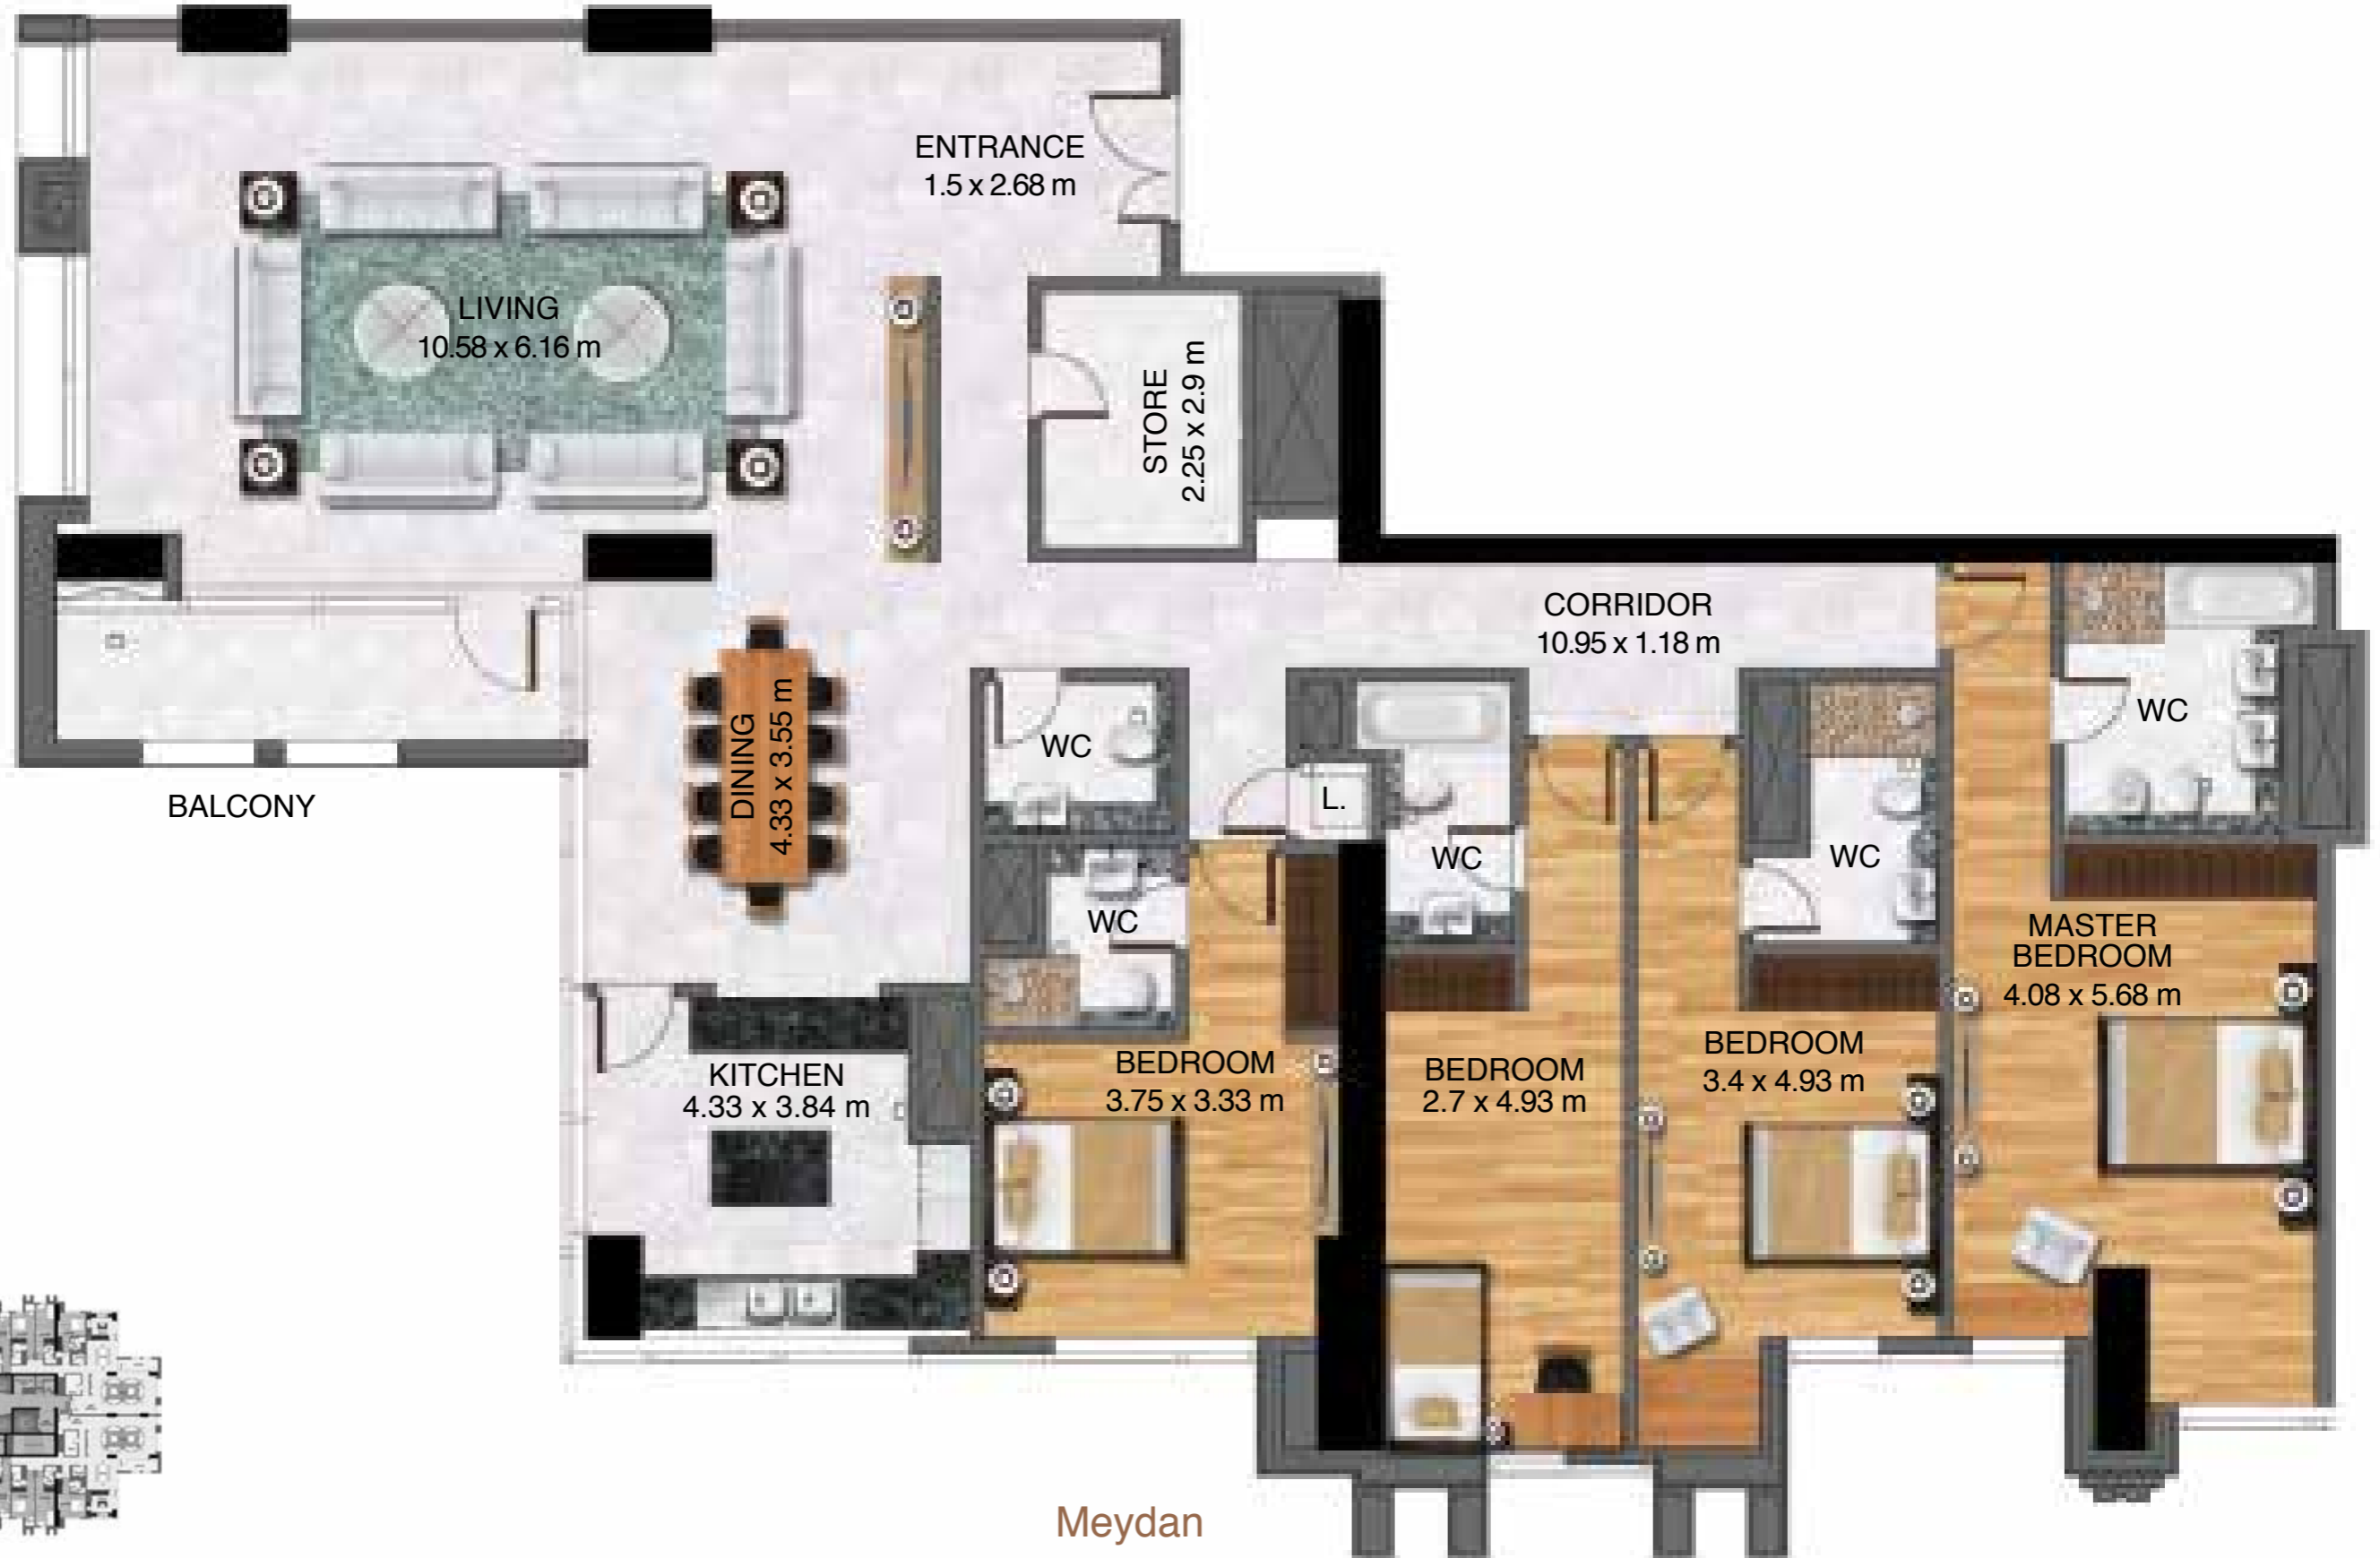 ENTRANCE
1.5 x 2.68 m
LIVING
10.58 x 6.16 m
STORE
2.25 x 2.9 m
CORRIDOR
10.95 x 1.18 m
WC
WC
DINING
4.33 x 3.55 m
L.
BALCONY
WC
WC
WC
MASTER
BEDROOM
4.08 x 5.68 m
BEDROOM
3.4 x 4.93 m
BEDROOM
3.75 x 3.33 m
BEDROOM
2.7 x 4.93 m
KITCHEN
4.33 x 3.84 m
Meydan